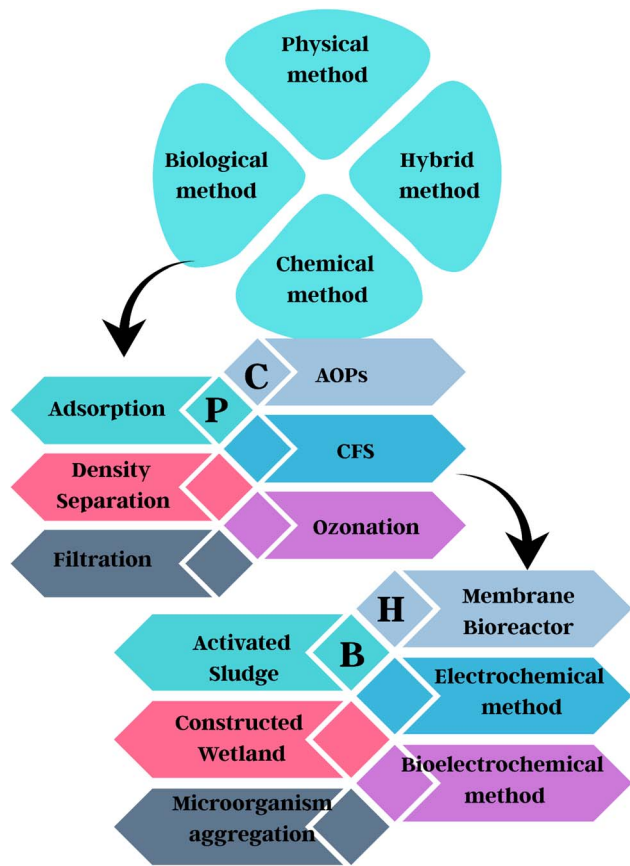 Physical
method
Biological
method
Hybrid
method
Chemical
method
C
AOPs
Adsorption
P
CFS
Density
Separation
Ozonation
Filtration
H
Membrane
Bioreactor
Activated
Sludge
B
Electrochemical
method
Constructed
Wetland
Bioelectrochemical
method
Microorganism
aggregation